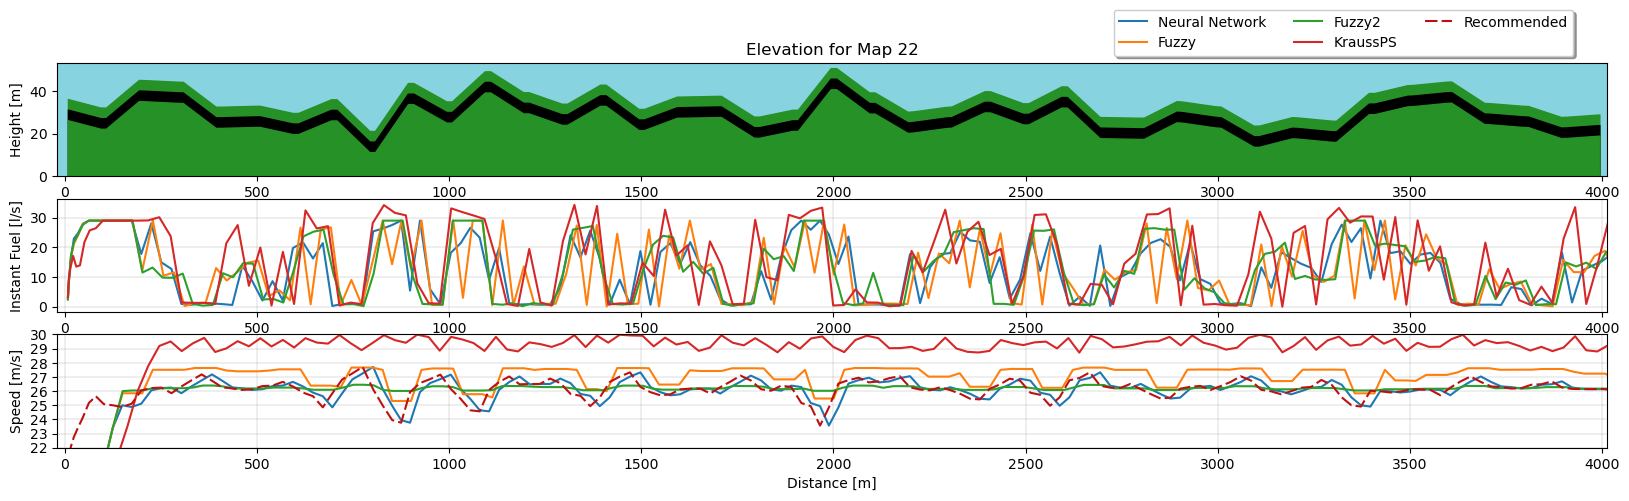 Neural Network
Fuzzy
Fuzzy2
KraussPS
Recommended
Elevation for Map 22
Height [m]
40
20
0
0 500 1000 1500 2000 2500 3000 3500 4000
Instant Fuel [l/s]
30
20
10
0
0 500 1000 1500 2000 2500 3000 3500 4000
Speed [m/s]
30
29
28
27
26
25
24
23
22
0 500 1000 1500 2000 2500 3000 3500 4000
Distance [m]